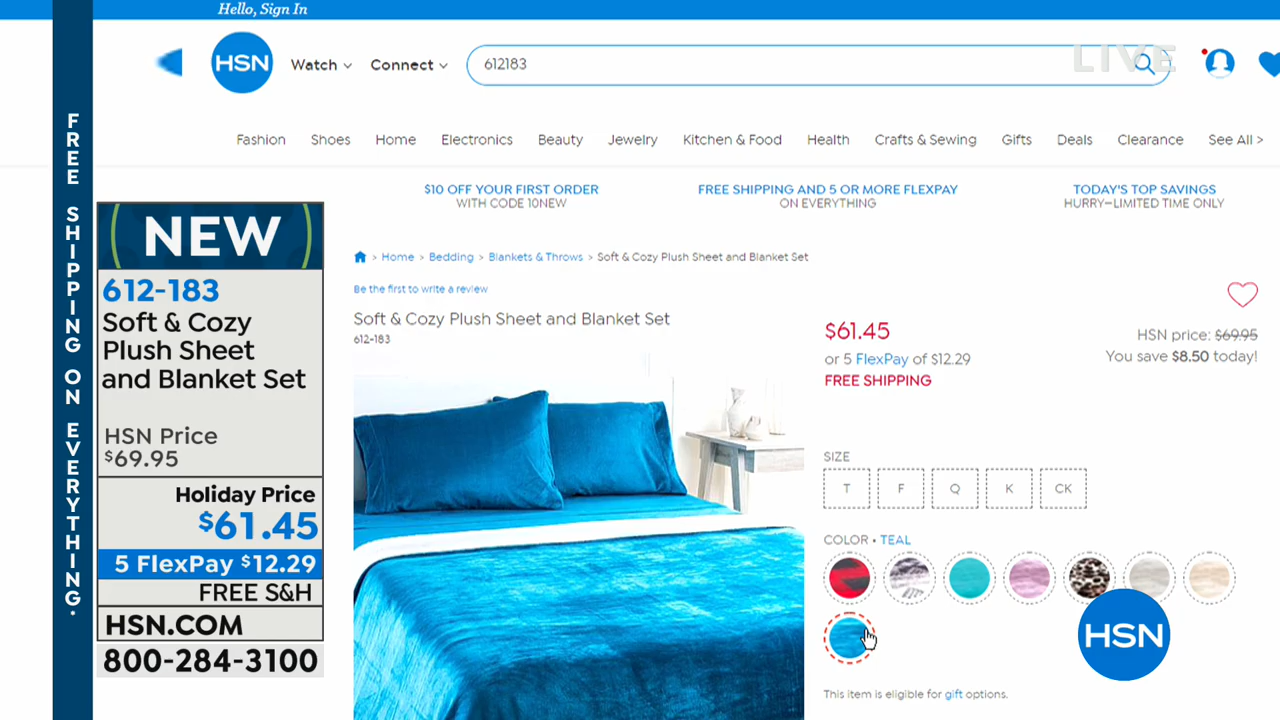 Hello, Sign In
HSN
Watch
Connect
612183
LIVE
Fashion
Shoes
Home
Electronics
Beauty
Jewelry
Kitchen & Food
Health
Crafts & Sewing
Gifts
Deals
Clearance
See All >
FREE SHIPPING ON EVERYTHING.
$10 OFF YOUR FIRST ORDER
WITH CODE 10NEW
FREE SHIPPING AND 5 OR MORE FLEXPAY
ON EVERYTHING
TODAY'S TOP SAVINGS
HURRY–LIMITED TIME ONLY
(NEW)
612-183
Soft & Cozy
Plush Sheet
and Blanket Set
HSN Price
$69.95
Holiday Price
$61.45
5 FlexPay $12.29
FREE S&H
HSN.COM
800-284-3100
> Home > Bedding > Blankets & Throws > Soft & Cozy Plush Sheet and Blanket Set
Be the first to write a review
Soft & Cozy Plush Sheet and Blanket Set
612-183
$61.45
or 5 FlexPay of $12.29
FREE SHIPPING
HSN price: $69.95
You save $8.50 today!
SIZE
T
F
Q
K
CK
COLOR • TEAL
HSN
This item is eligible for gift options.